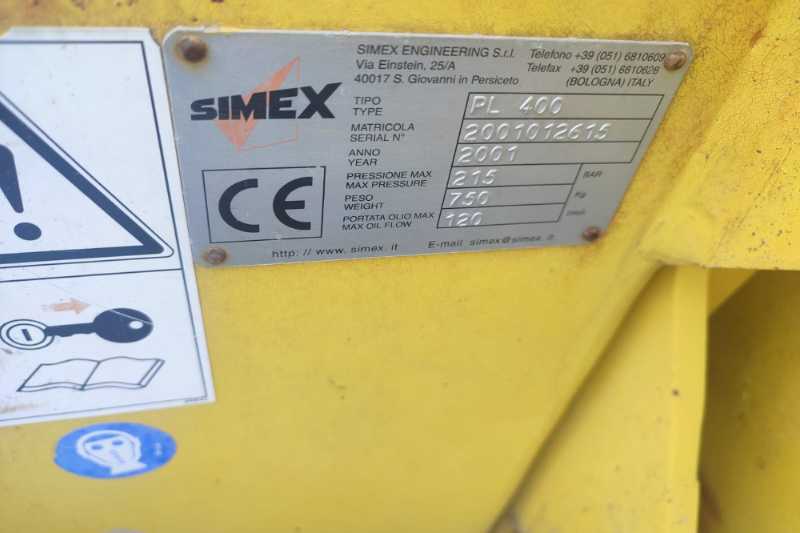 SIMEX ENGINEERING S.r.l. Telefono +39 (051) 6810609
Via Einstein, 25/A Telefax +39 (051) 6810628
40017 S. Giovanni in Persiceto (BOLOGNA) ITALY
SIMEX
TIPO
TYPE PL 400
MATRICOLA
SERIAL N° 2001012615
ANNO
YEAR 2001
PRESSIONE MAX
MAX PRESSURE 215 BAR
PESO
WEIGHT 750 Kg
PORTATA OLIO MAX
MAX OIL FLOW 120
CE
http: // www. simex. it E-mail simex@simex. it